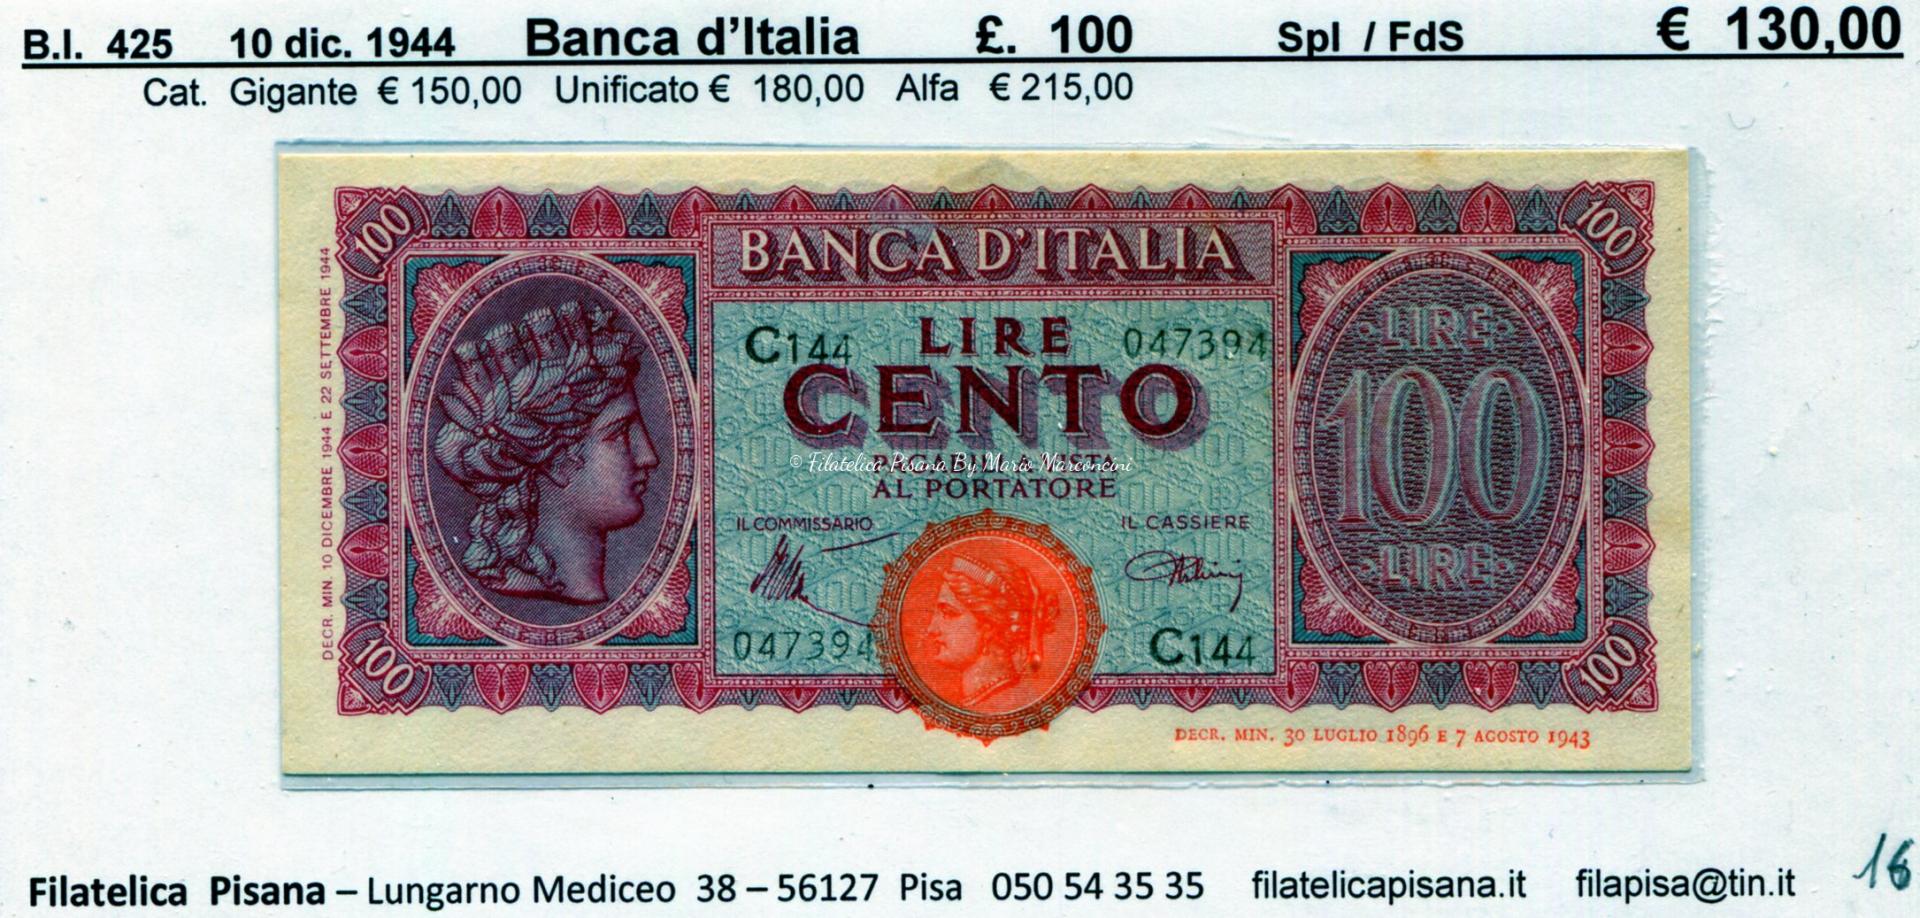 B.I. 425 10 dic. 1944 Banca d'Italia £. 100 Spl / FdS € 130,00
Cat. Gigante € 150,00 Unificato € 180,00 Alfa € 215,00
100 100
BANCA D'ITALIA
DECR. MIN. 10 DICEMBRE 1944 E 22 SETTEMBRE 1944
C144 LIRE 047394
CENTO
© Filatelica Pisana By Mario Marconcini
AL PORTATORE
IL COMMISSARIO IL CASSIERE
LIRE
100
LIRE
047394 C144
100 100
DECR. MIN. 30 LUGLIO 1896 E 7 AGOSTO 1943
Filatelica Pisana – Lungarno Mediceo 38 – 56127 Pisa 050 54 35 35 filatelicapisana.it filapisa@tin.it